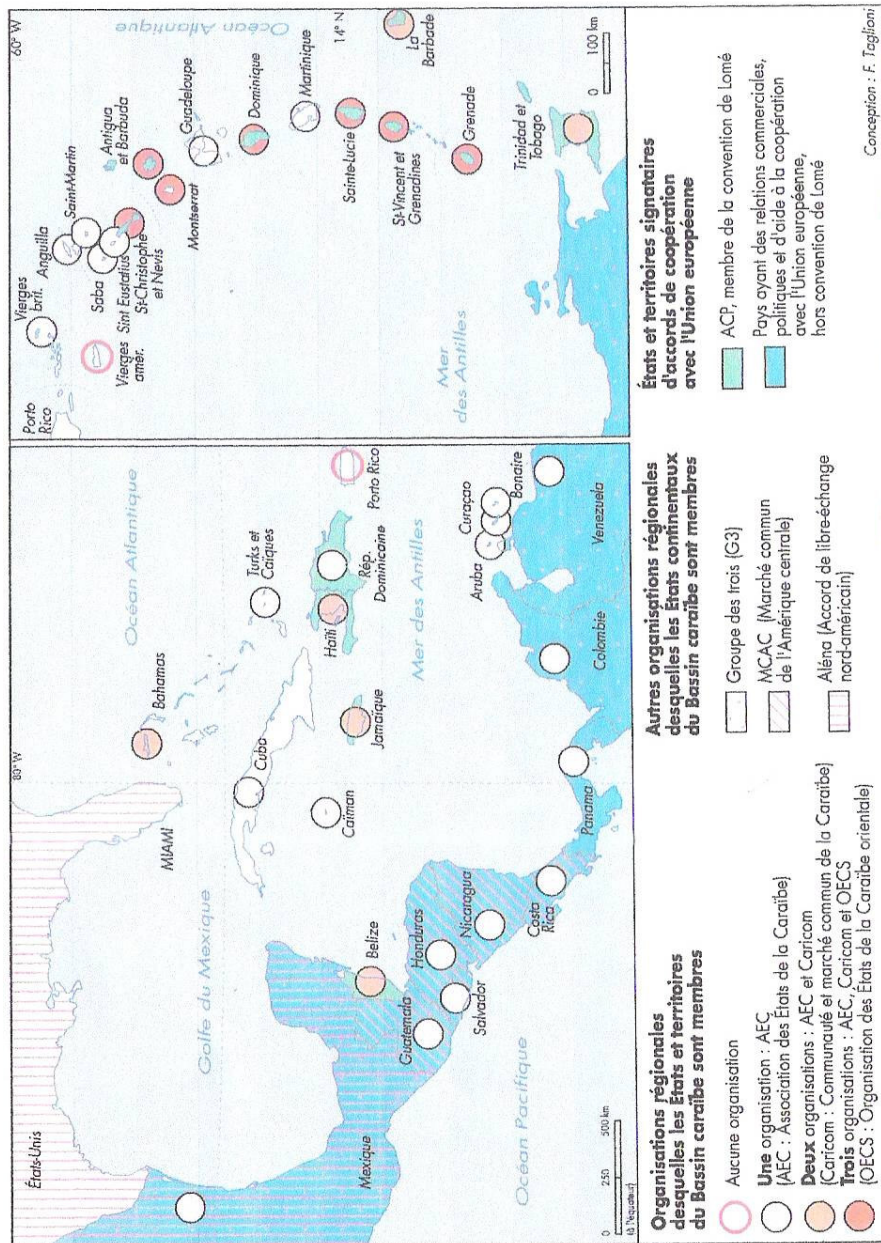 États-Unis
Golfe du Mexique
MIAMI
80° W
Océan Atlantique
Bahamas
Turks et
Caïques
Cuba
Caïman
Jamaïque
Haïti
Rép.
Dominicaine
Porto Rico
Mer des Antilles
Mexique
Belize
Guatemala
Honduras
Salvador
Nicaragua
Costa
Rica
Panama
Colombie
Venezuela
Aruba
Curaçao
Bonaire
Océan Pacifique
0 250 500 km
(à l'équateur)
60° W
Océan Atlantique
Porto
Rico
Vierges
brit.
Vierges
amér.
Anguilla
Saint-Martin
Saba
Sint Eustatius
St-Christophe
et Nevis
Antigua
et Barbuda
Montserrat
Guadeloupe
Dominique
Martinique
14° N
Sainte-Lucie
St-Vincent et
Grenadines
La
Barbade
Grenade
Trinidad et
Tobago
Mer
des Antilles
0 100 km
Organisations régionales
desquelles les États et territoires
du Bassin caraïbe sont membres
Aucune organisation
Une organisation : AEC
(AEC : Association des États de la Caraïbe)
Deux organisations : AEC et Caricom
(Caricom : Communauté et marché commun de la Caraïbe)
Trois organisations : AEC, Caricom et OECS
(OECS : Organisation des États de la Caraïbe orientale)
Autres organisations régionales
desquelles les États continentaux
du Bassin caraïbe sont membres
Groupe des trois (G3)
MCAC (Marché commun
de l'Amérique centrale)
Aléna (Accord de libre-échange
nord-américain)
États et territoires signataires
d'accords de coopération
avec l'Union européenne
ACP, membre de la convention de Lomé
Pays ayant des relations commerciales,
politiques et d'aide à la coopération
avec l'Union européenne,
hors convention de Lomé
Conception : F. Taglioni